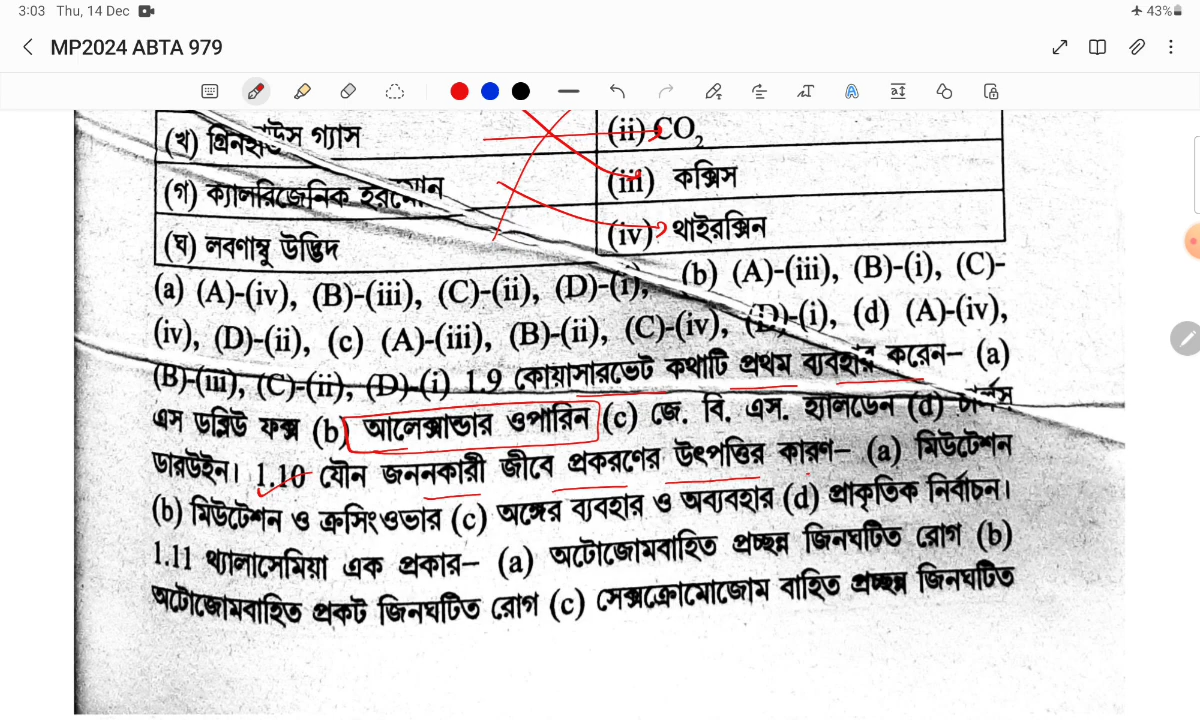 3:03 Thu, 14 Dec
43%
MP2024 ABTA 979
(খ) গ্রিনহাউস গ্যাস (ii) CO₂
(গ) ক্যালরিজেনিক হরমোন (iii) কক্সিস
(ঘ) লবণাম্বু উদ্ভিদ (iv) থাইরক্সিন
(a) (A)-(iv), (B)-(iii), (C)-(ii), (D)-(i), (b) (A)-(iii), (B)-(i), (C)-
(iv), (D)-(ii), (c) (A)-(iii), (B)-(ii), (C)-(iv), (D)-(i), (d) (A)-(iv),
(B)-(iii), (C)-(ii), (D)-(i) 1.9 কোয়াসারভেট কথাটি প্রথম ব্যবহার করেন– (a)
এস ডব্লিউ ফক্স (b) আলেক্সান্ডার ওপারিন (c) জে. বি. এস. হ্যালডেন (d) চার্লস
ডারউইন। 1.10 যৌন জননকারী জীবে প্রকরণের উৎপত্তির কারণ– (a) মিউটেশন
(b) মিউটেশন ও ক্রসিংওভার (c) অঙ্গের ব্যবহার ও অব্যবহার (d) প্রাকৃতিক নির্বাচন।
1.11 থ্যালাসেমিয়া এক প্রকার– (a) অটোজোমবাহিত প্রচ্ছন্ন জিনঘটিত রোগ (b)
অটোজোমবাহিত প্রকট জিনঘটিত রোগ (c) সেক্সক্রোমোজোম বাহিত প্রচ্ছন্ন জিনঘটিত